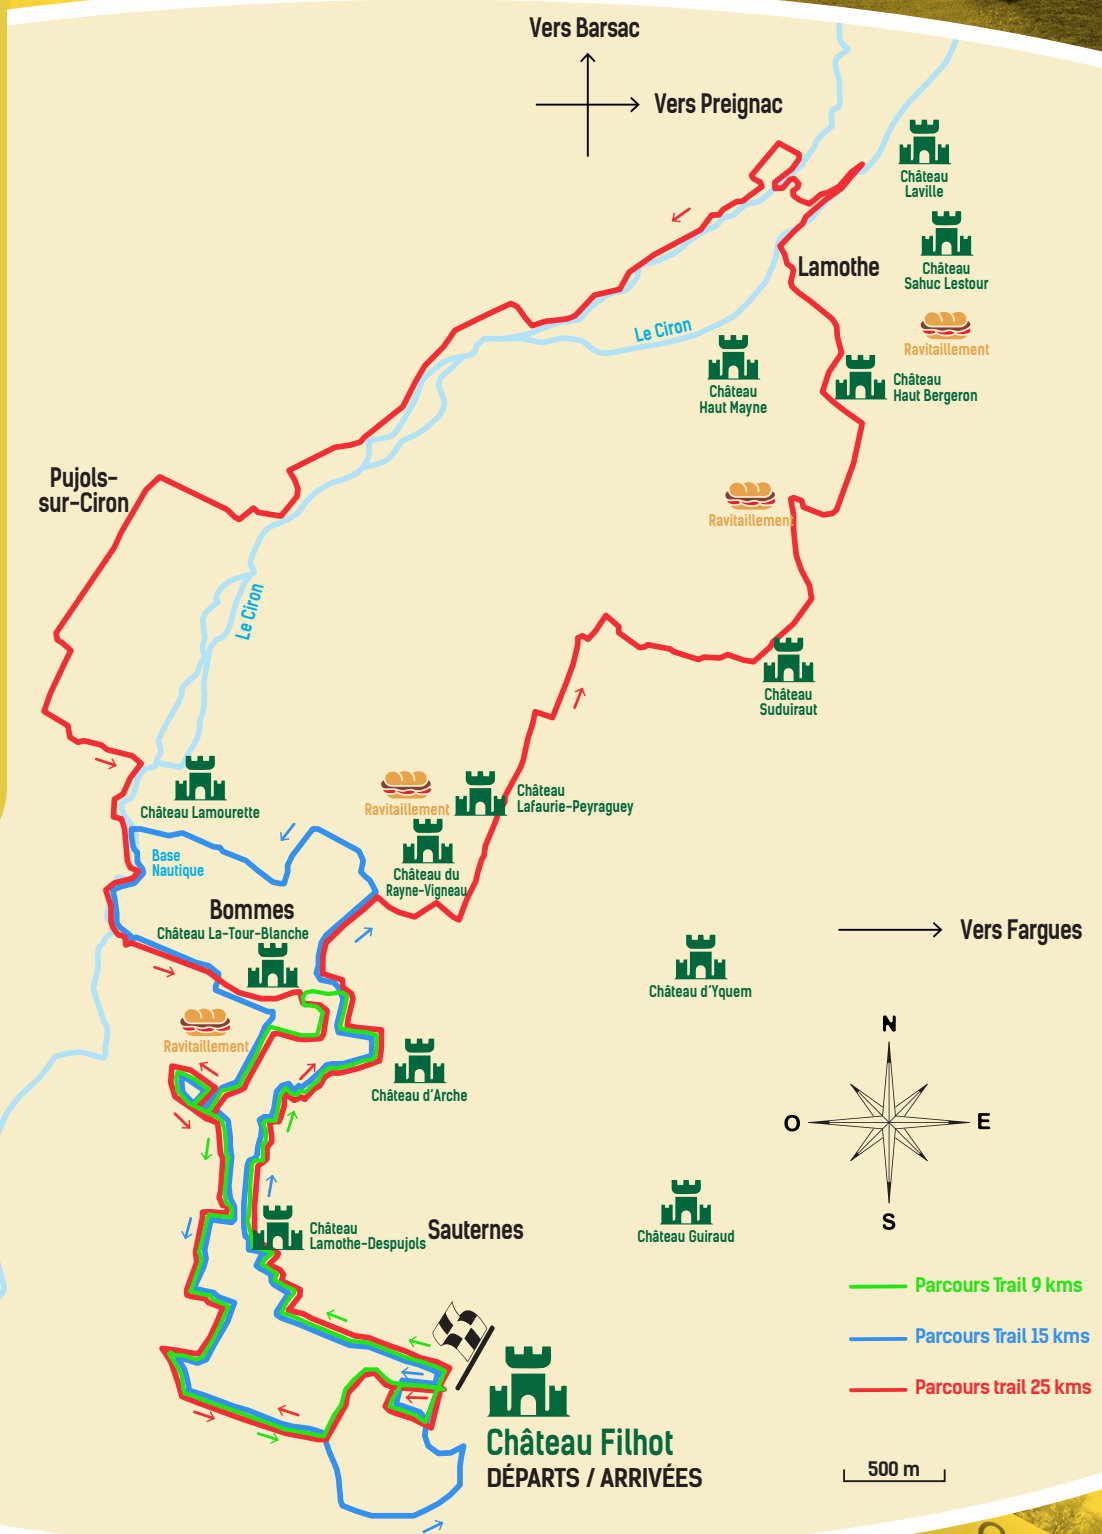 Vers Barsac
Vers Preignac
Château
Laville
Lamothe
Château
Sahuc Lestour
Le Ciron
Ravitaillement
Château
Haut Mayne
Château
Haut Bergeron
Pujols-
sur-Ciron
Ravitaillement
Le Ciron
Château
Suduiraut
Château Lamourette
Ravitaillement
Château
Lafaurie-Peyraguey
Base
Nautique
Château du
Rayne-Vigneau
Bommes
Château La-Tour-Blanche
Vers Fargues
Château d'Yquem
Ravitaillement
Château d'Arche
N
O
E
S
Château
Lamothe-Despujols
Sauternes
Château Guiraud
Parcours Trail 9 kms
Parcours Trail 15 kms
Parcours trail 25 kms
Château Filhot
DÉPARTS / ARRIVÉES
500 m